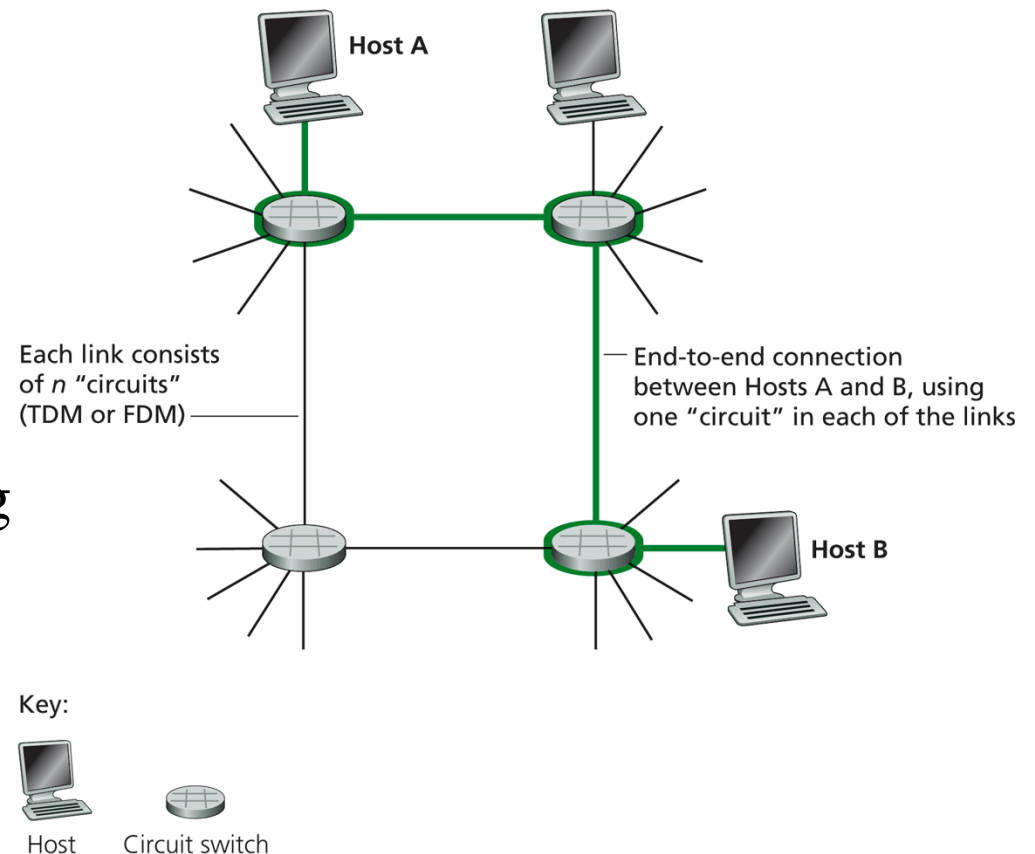 Host A
Each link consists
of n “circuits”
(TDM or FDM)
End-to-end connection
between Hosts A and B, using
one “circuit” in each of the links
g
Host B
Key:
Host
Circuit switch